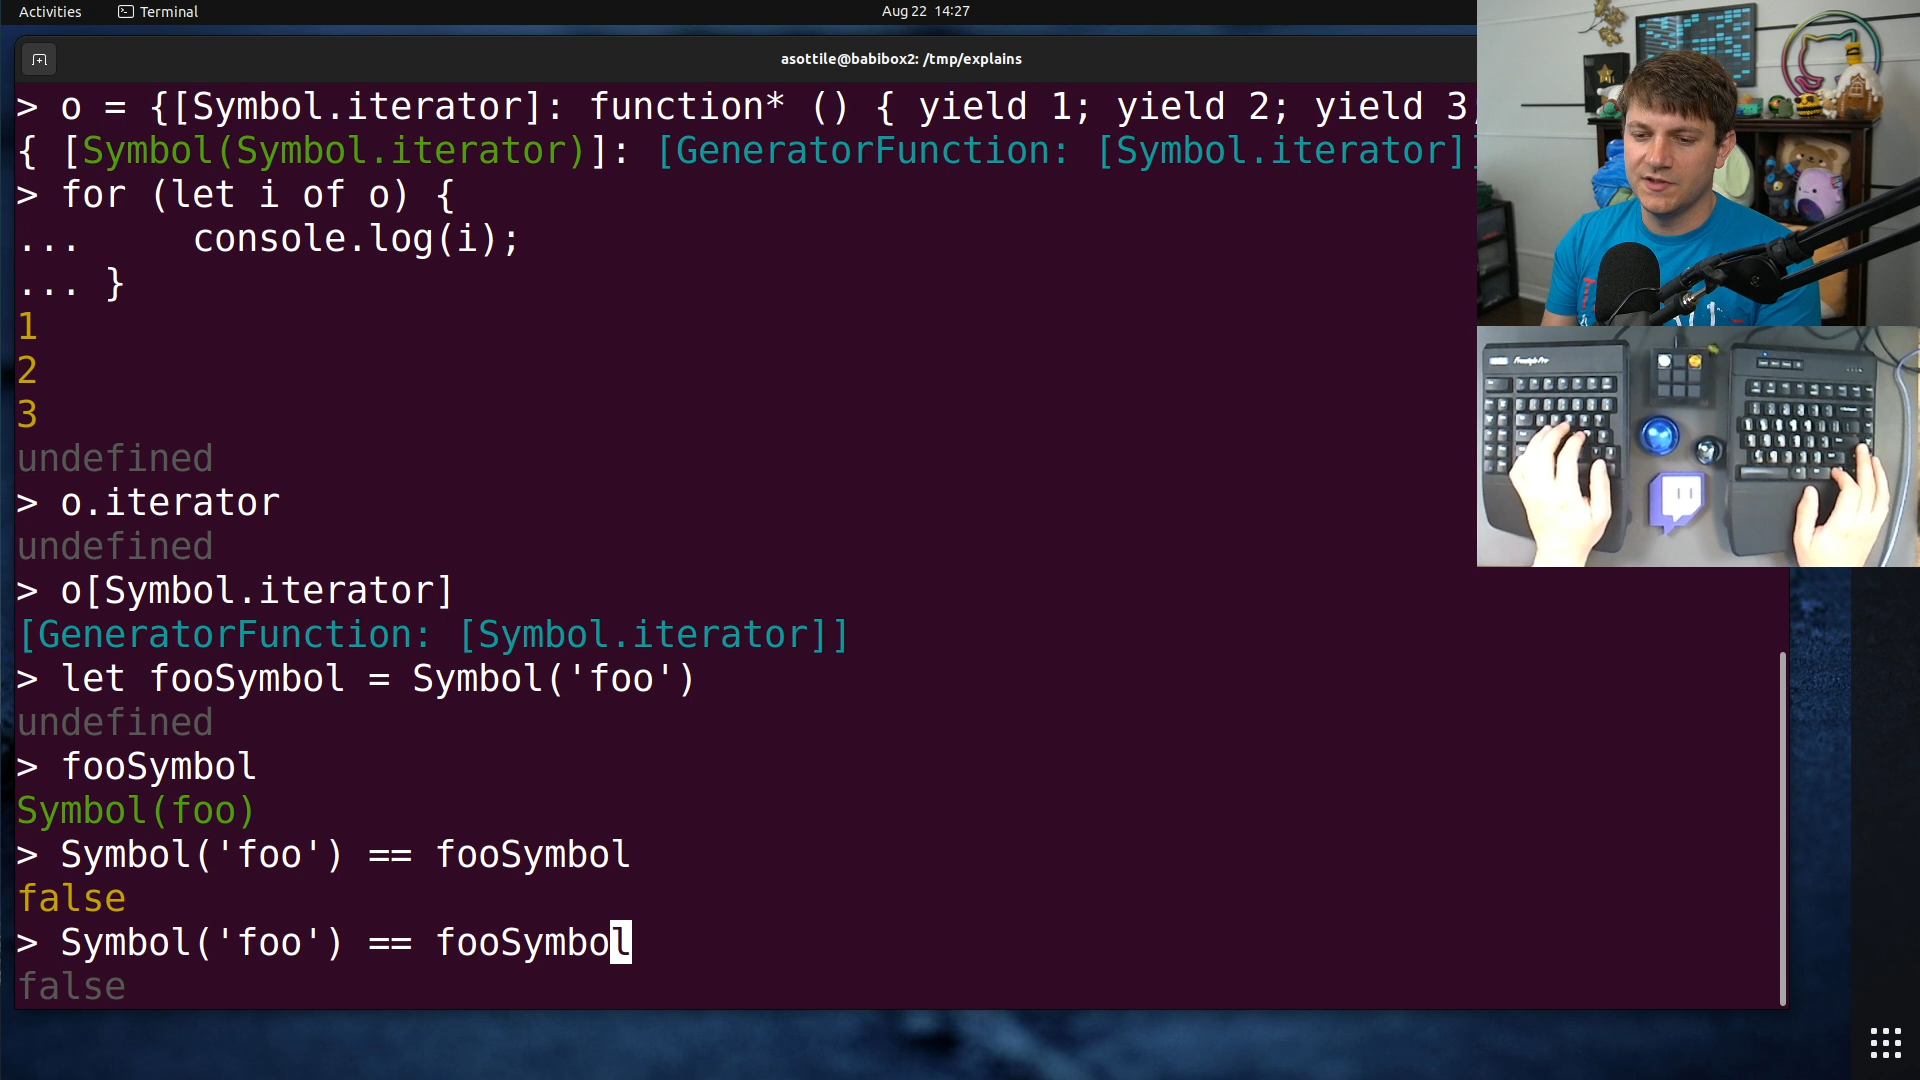 Activities
Terminal
Aug 22 14:27
asottile@babibox2: /tmp/explains
> o = {[Symbol.iterator]: function* () { yield 1; yield 2; yield 3;
{ [Symbol(Symbol.iterator)]: [GeneratorFunction: [Symbol.iterator]]
> for (let i of o) {
...     console.log(i);
... }
1
2
3
undefined
> o.iterator
undefined
> o[Symbol.iterator]
[GeneratorFunction: [Symbol.iterator]]
> let fooSymbol = Symbol('foo')
undefined
> fooSymbol
Symbol(foo)
> Symbol('foo') == fooSymbol
false
> Symbol('foo') == fooSymbol
false